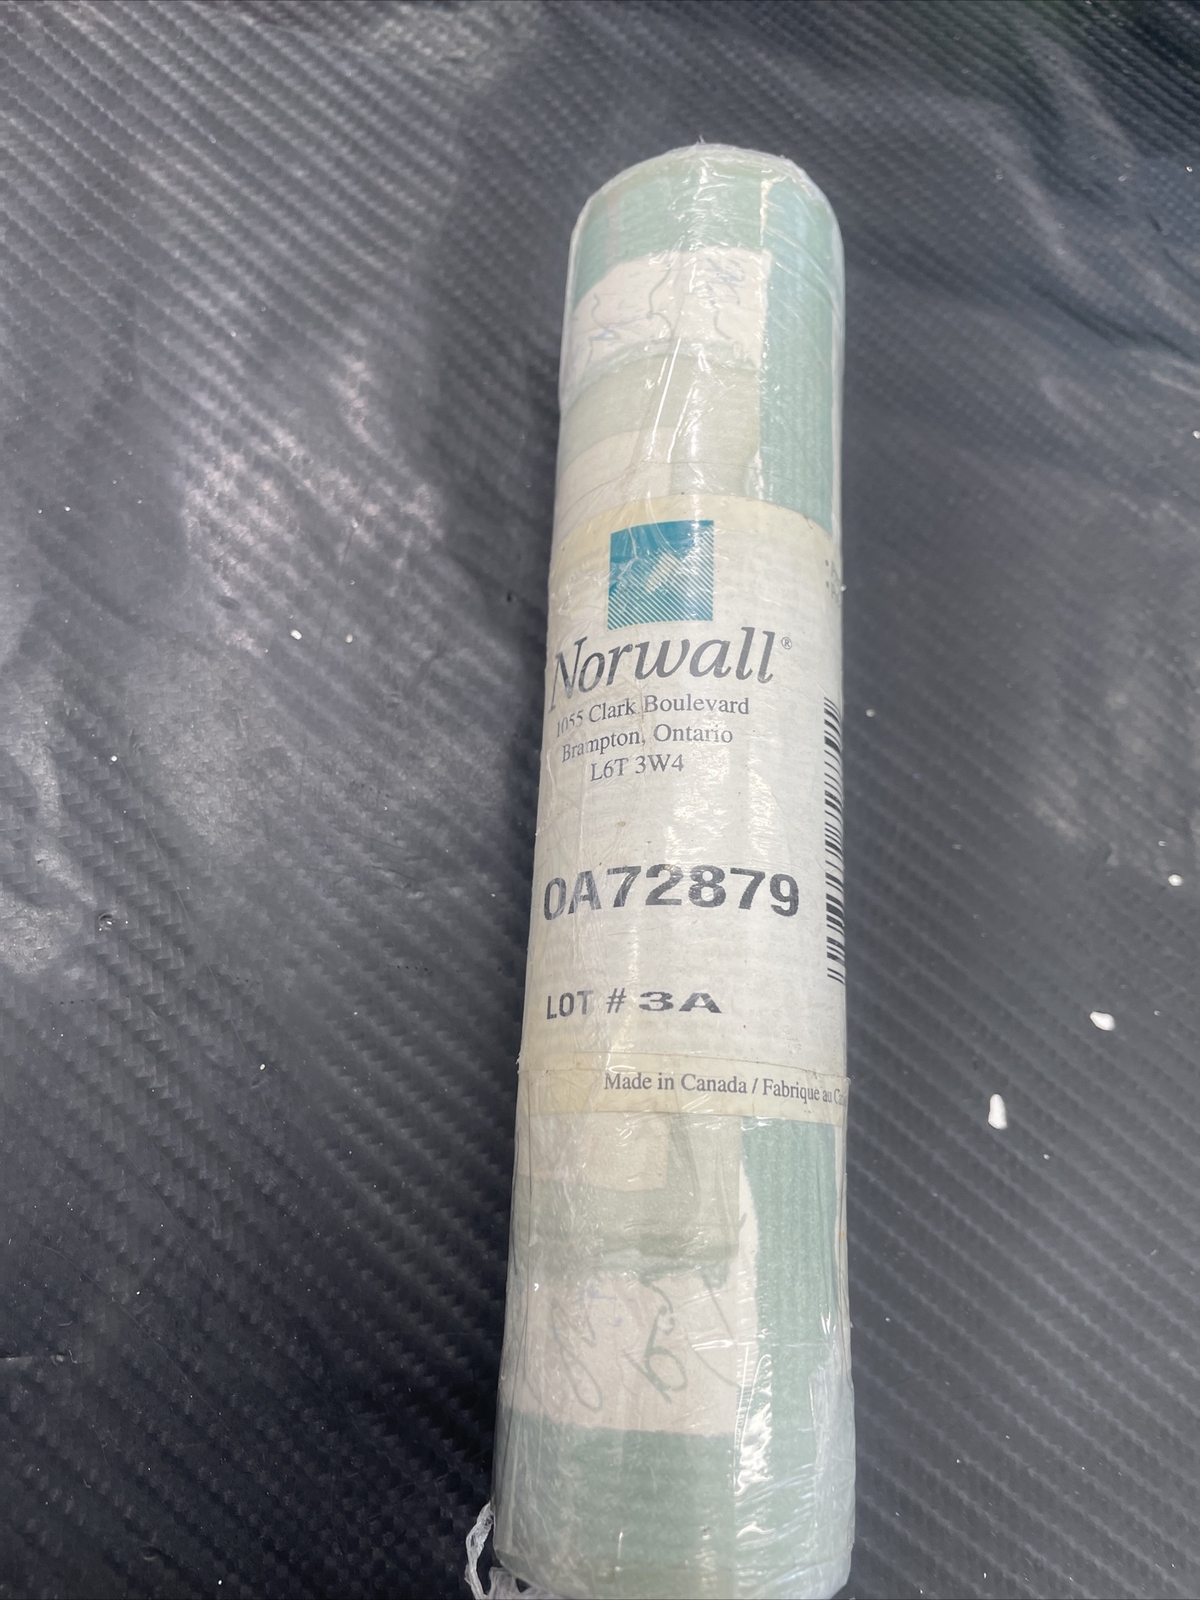 Norwall®
1055 Clark Boulevard
Brampton, Ontario
L6T 3W4
0A72879
LOT # 3A
Made in Canada / Fabrique au